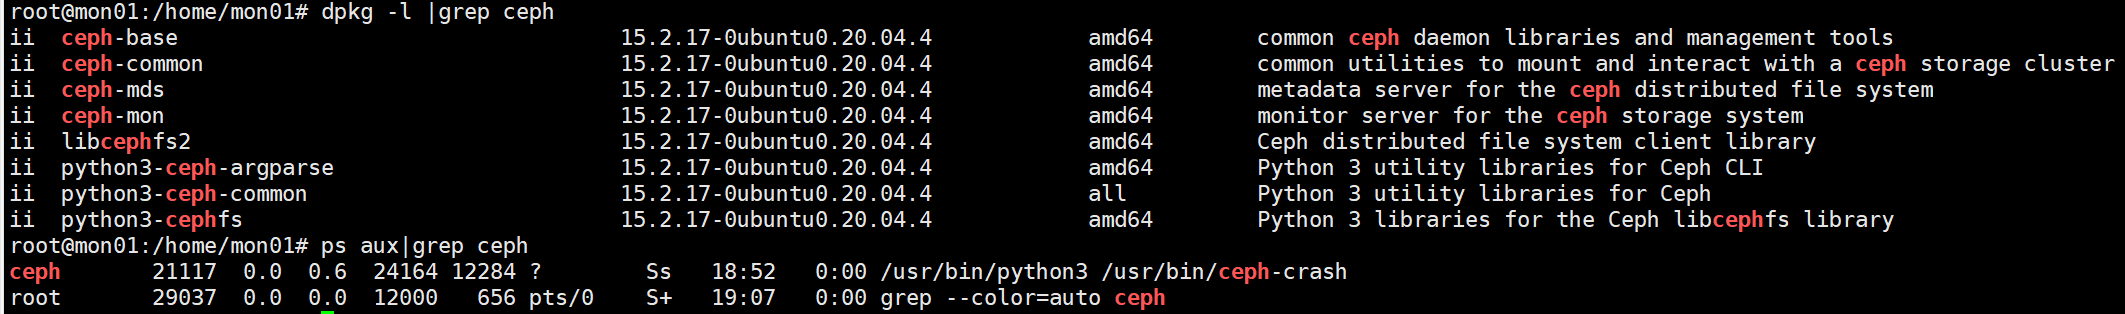 root@mon01:/home/mon01# dpkg -l |grep ceph
ii  ceph-base                                  15.2.17-0ubuntu0.20.04.4            amd64        common ceph daemon libraries and management tools
ii  ceph-common                                15.2.17-0ubuntu0.20.04.4            amd64        common utilities to mount and interact with a ceph storage cluster
ii  ceph-mds                                   15.2.17-0ubuntu0.20.04.4            amd64        metadata server for the ceph distributed file system
ii  ceph-mon                                   15.2.17-0ubuntu0.20.04.4            amd64        monitor server for the ceph storage system
ii  libcephfs2                                 15.2.17-0ubuntu0.20.04.4            amd64        Ceph distributed file system client library
ii  python3-ceph-argparse                      15.2.17-0ubuntu0.20.04.4            amd64        Python 3 utility libraries for Ceph CLI
ii  python3-ceph-common                        15.2.17-0ubuntu0.20.04.4            all          Python 3 utility libraries for Ceph
ii  python3-cephfs                             15.2.17-0ubuntu0.20.04.4            amd64        Python 3 libraries for the Ceph libcephfs library
root@mon01:/home/mon01# ps aux|grep ceph
ceph       21117  0.0  0.6  24164 12284 ?        Ss   18:52   0:00 /usr/bin/python3 /usr/bin/ceph-crash
root       29037  0.0  0.0  12000   656 pts/0    S+   19:07   0:00 grep --color=auto ceph